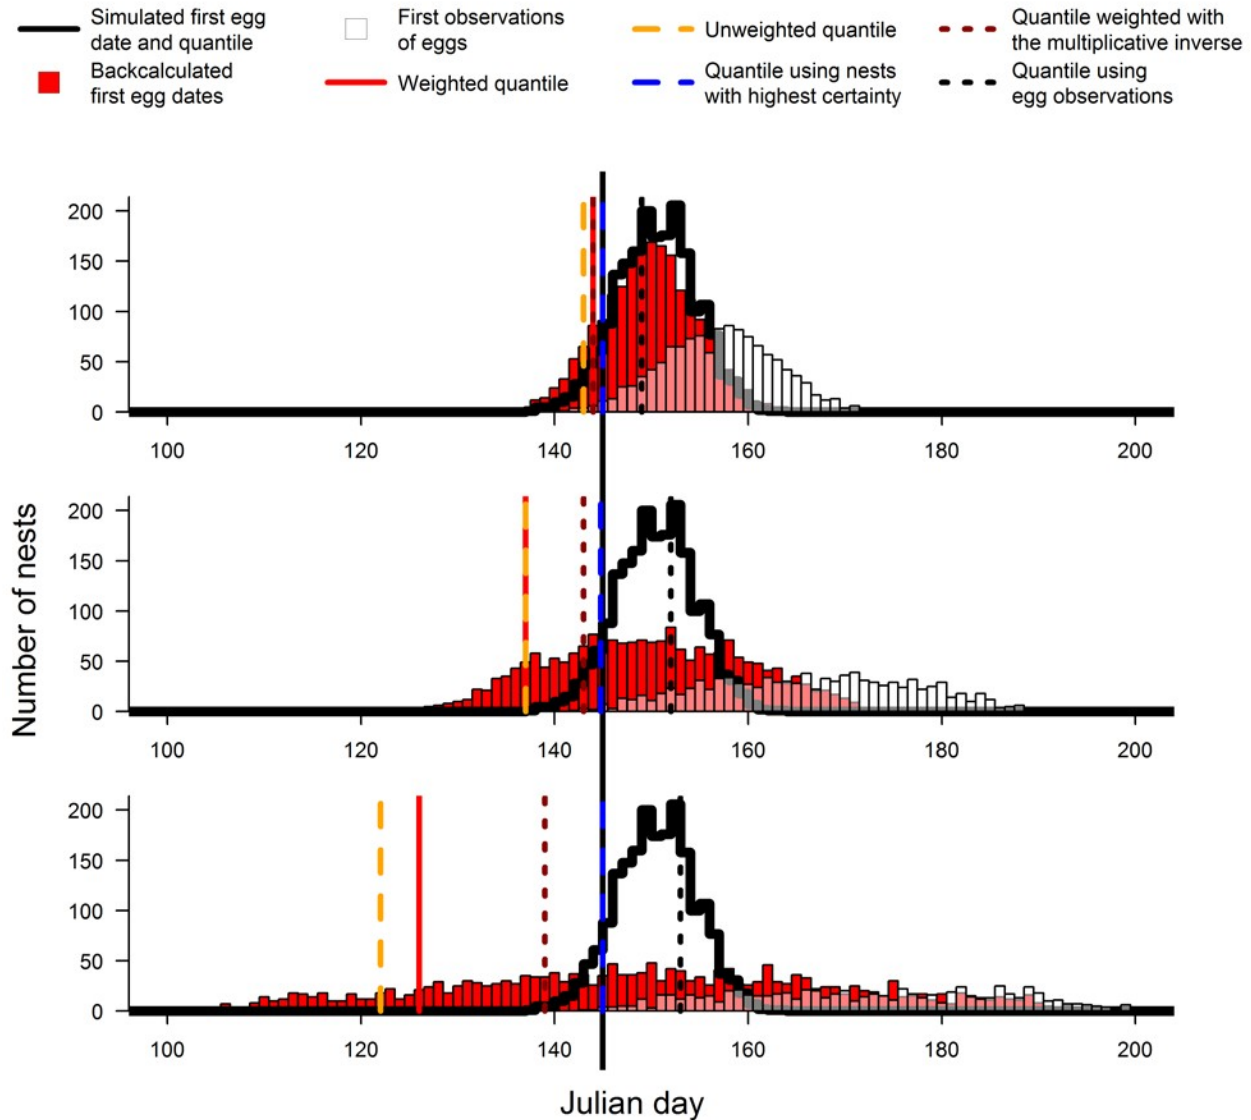 Simulated first egg
date and quantile
First observations
of eggs
Unweighted quantile
Quantile weighted with
the multiplicative inverse
Backcalculated
first egg dates
Weighted quantile
Quantile using nests
with highest certainty
Quantile using
egg observations
200
150
100
50
0
100 120 140 160 180 200
Number of nests
200
150
100
50
0
100 120 140 160 180 200
200
150
100
50
0
100 120 140 160 180 200
Julian day